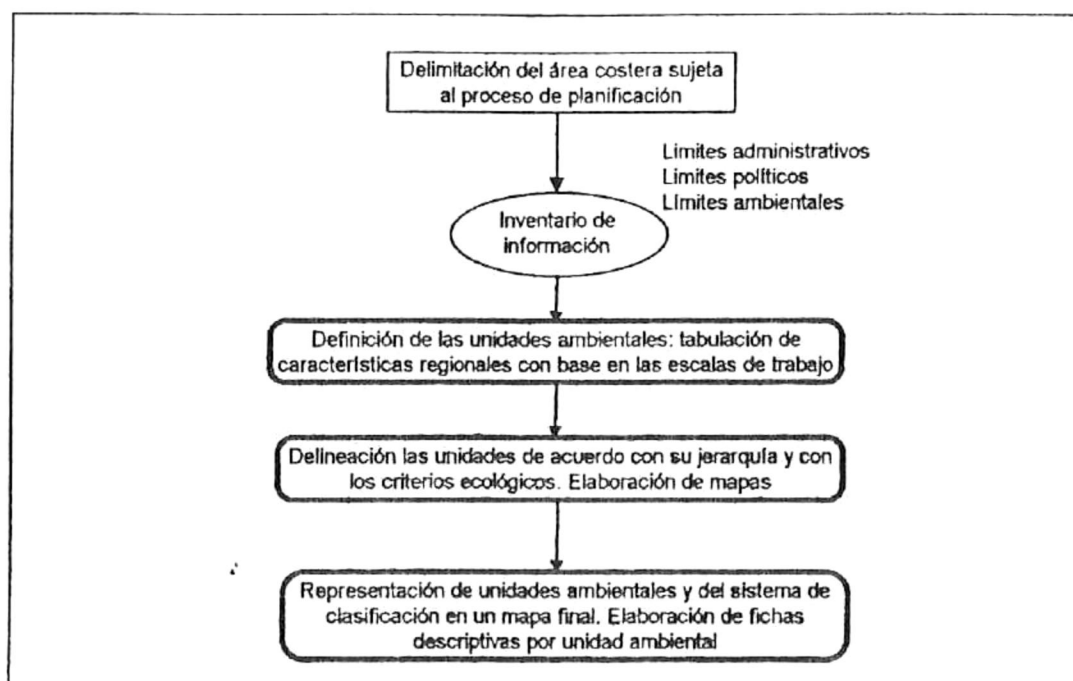 Delimitación del área costera sujeta
al proceso de planificación
Limites administrativos
Limites políticos
Límites ambientales
Inventario de
información
Definición de las unidades ambientales: tabulación de
características regionales con base en las escalas de trabajo
Delineación las unidades de acuerdo con su jerarquía y con
los criterios ecológicos. Elaboración de mapas
Representación de unidades ambientales y del sistema de
clasificación en un mapa final. Elaboración de fichas
descriptivas por unidad ambiental